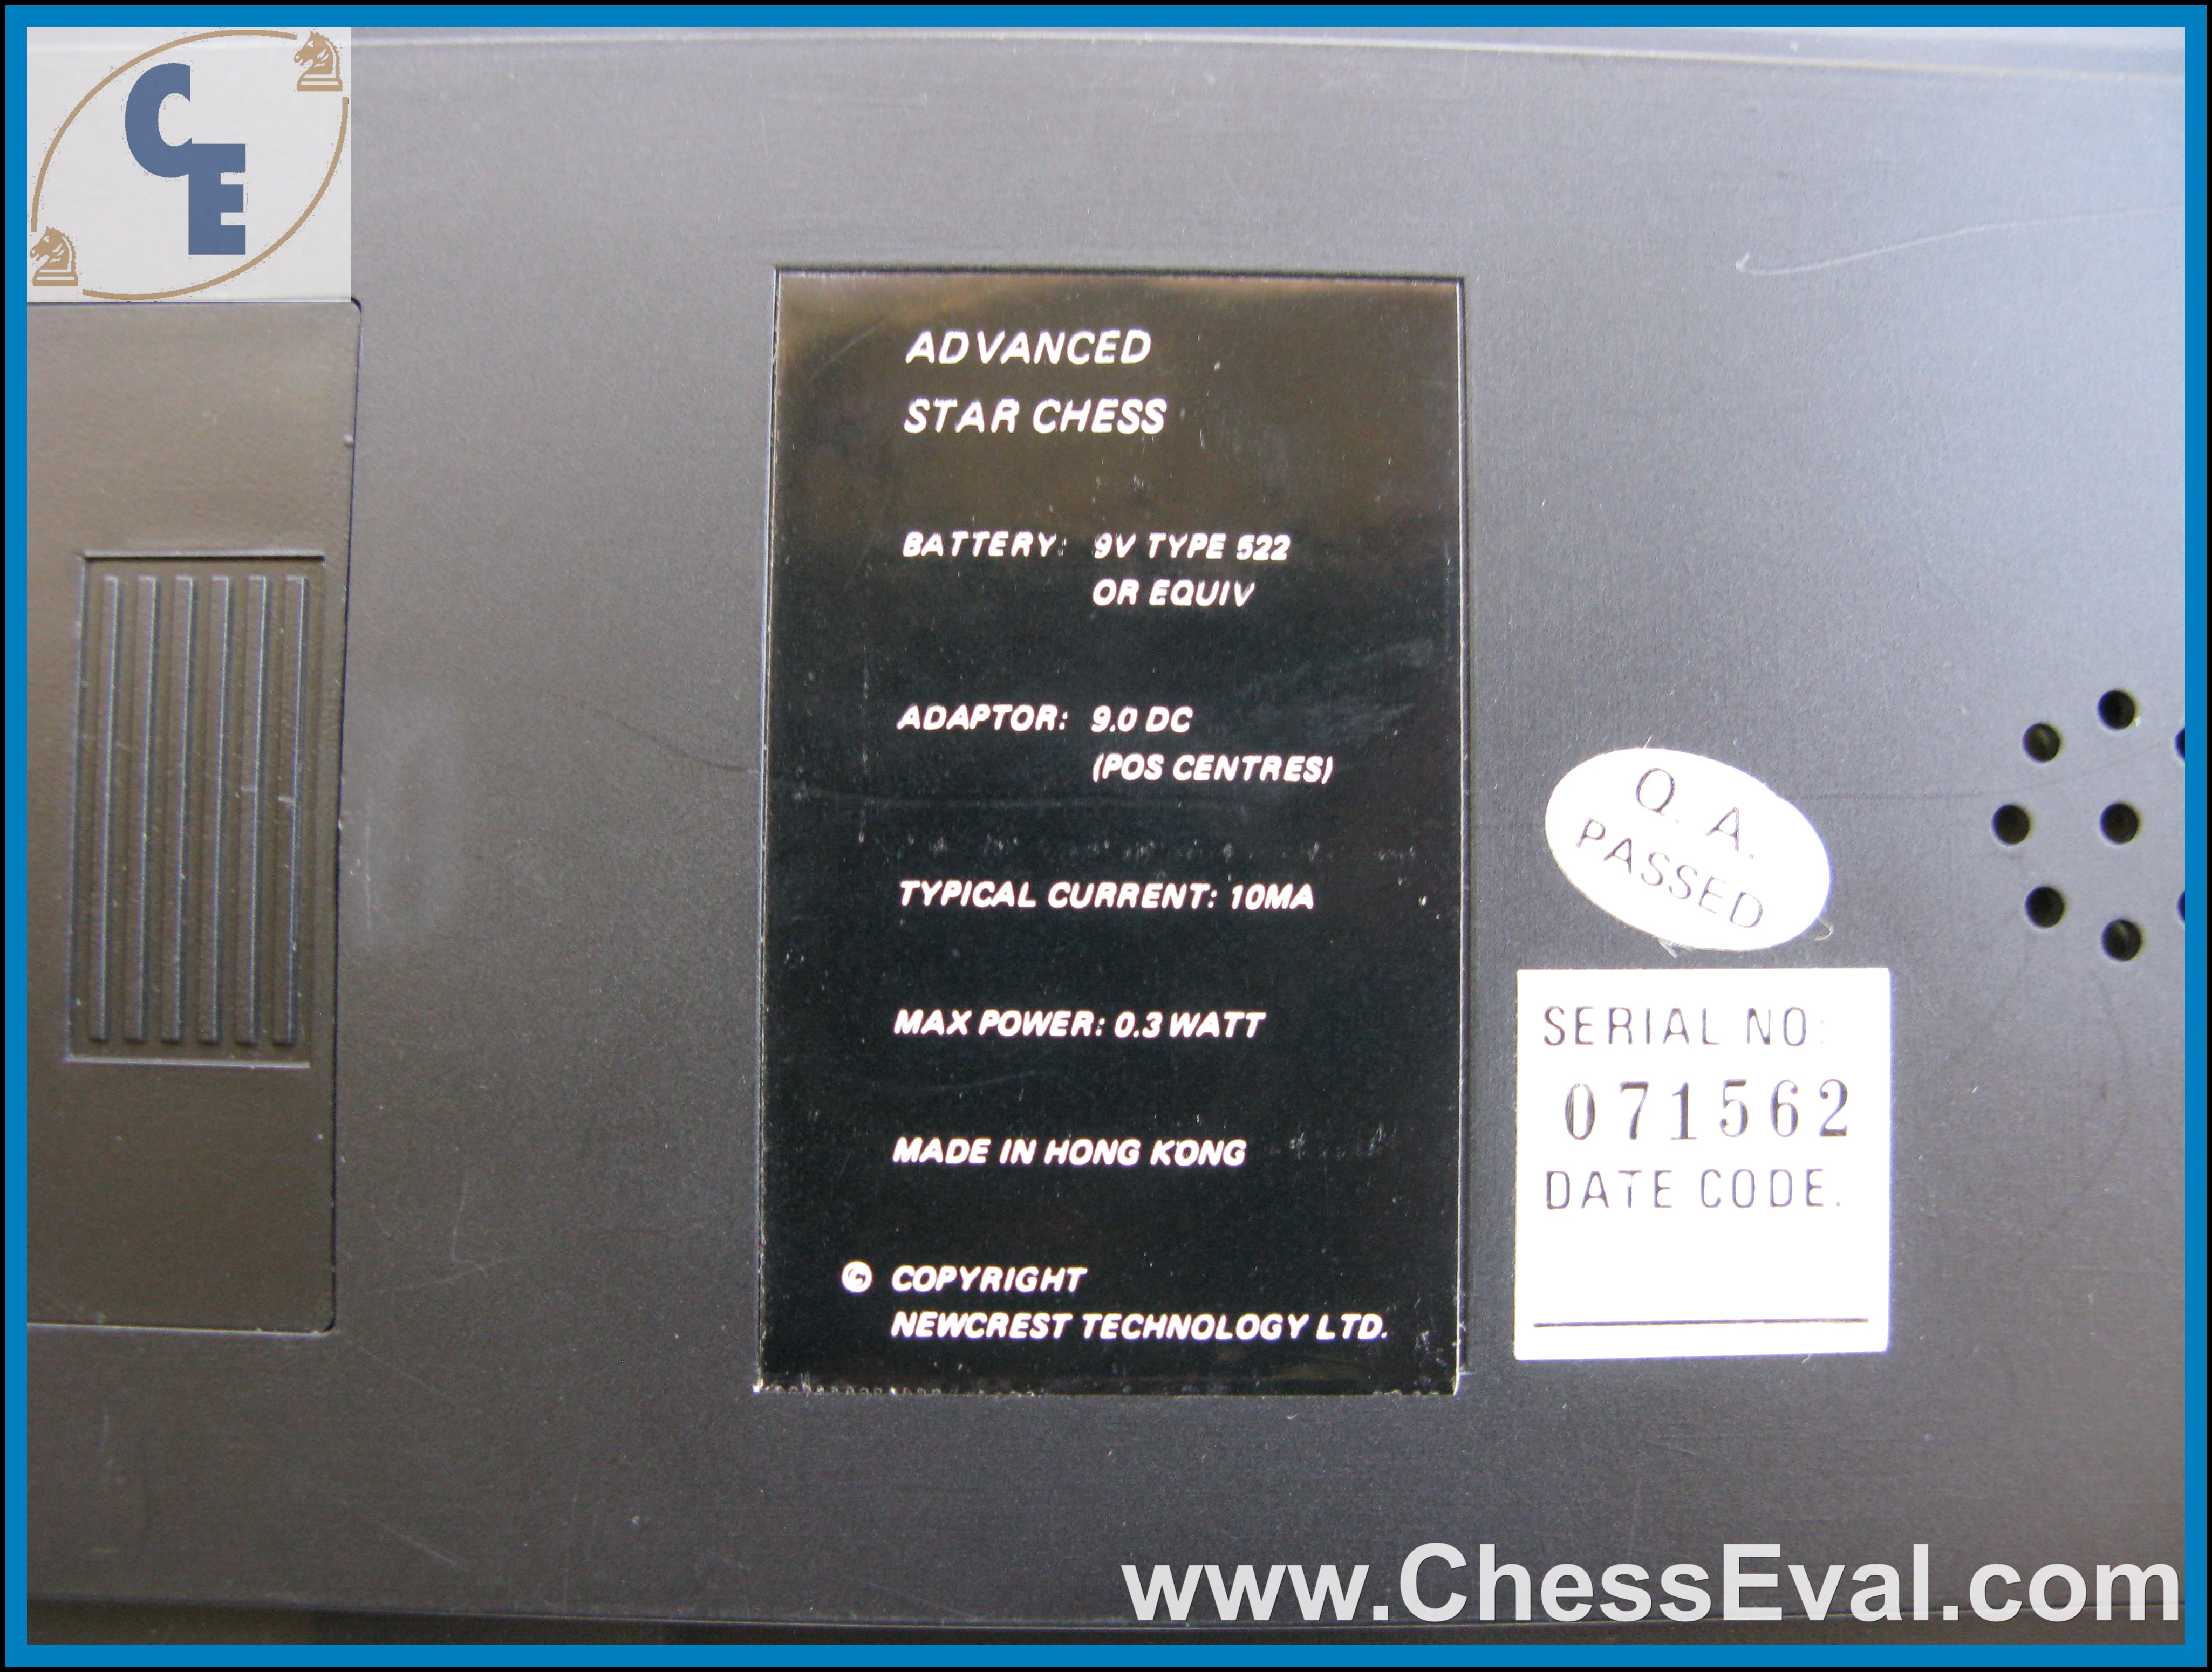 CE
ADVANCED
STAR CHESS
BATTERY: 9V TYPE 522
OR EQUIV
ADAPTOR: 9.0 DC
(POS CENTRES)
TYPICAL CURRENT: 10MA
MAX POWER: 0.3 WATT
MADE IN HONG KONG
© COPYRIGHT
NEWCREST TECHNOLOGY LTD.
Q. A.
PASSED
SERIAL NO:
071562
DATE CODE.
www.ChessEval.com